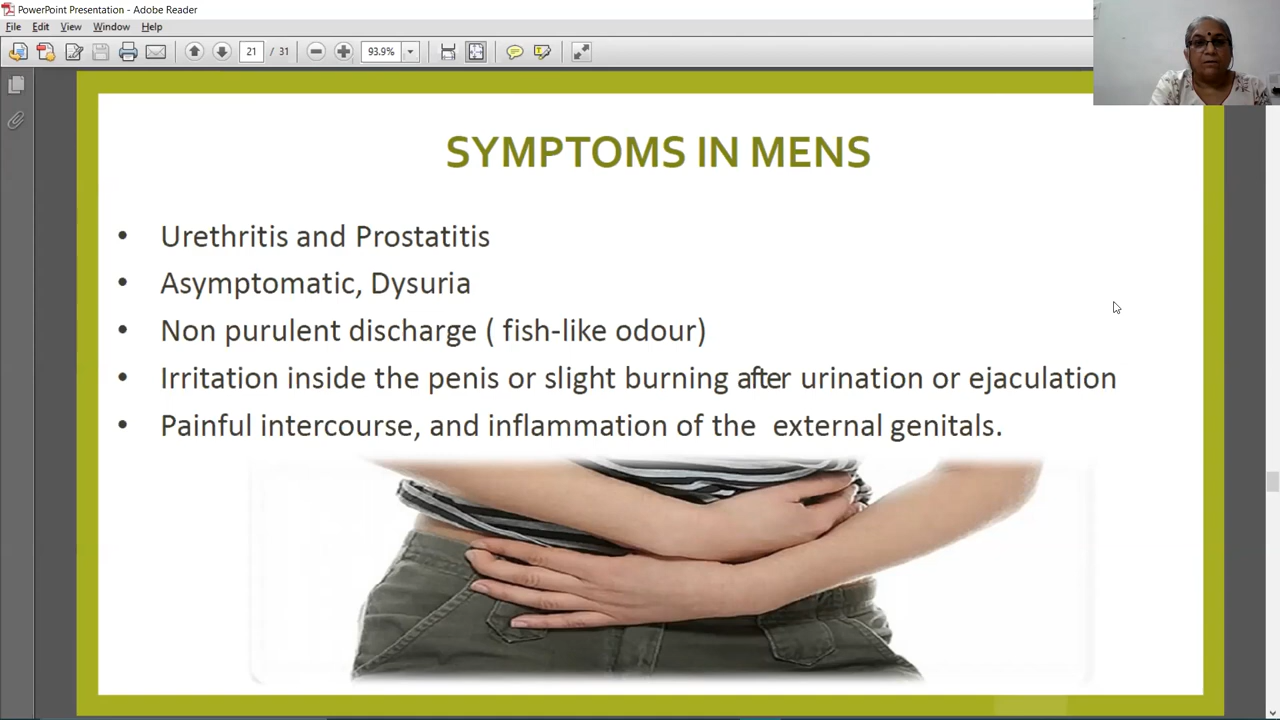 PowerPoint Presentation - Adobe Reader
File Edit View Window Help
21 / 31 93.9%
SYMPTOMS IN MENS
• Urethritis and Prostatitis
• Asymptomatic, Dysuria
• Non purulent discharge ( fish-like odour)
• Irritation inside the penis or slight burning after urination or ejaculation
• Painful intercourse, and inflammation of the external genitals.